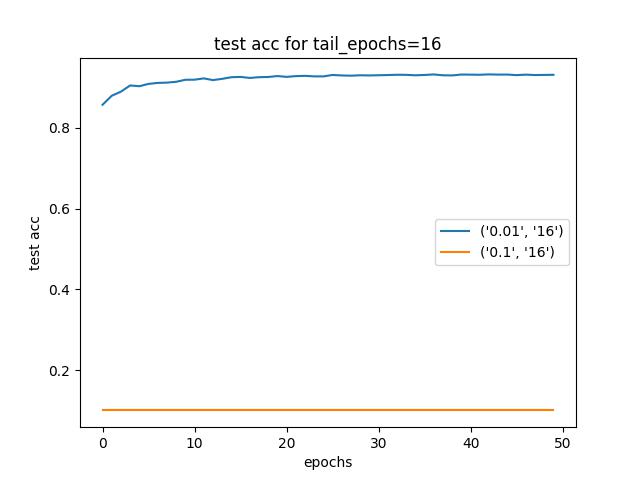 test acc for tail_epochs=16
test acc
0.8
0.6
0.4
0.2
('0.01', '16')
('0.1', '16')
0 10 20 30 40 50
epochs